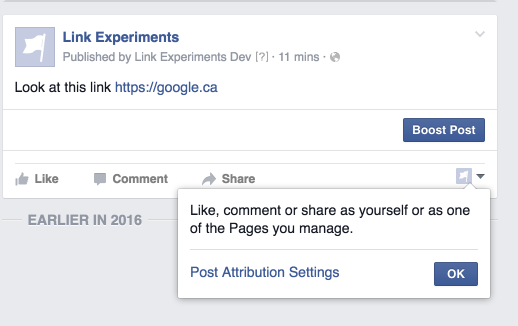 Link Experiments
Published by Link Experiments Dev [?] · 11 mins ·
Look at this link https://google.ca
Boost Post
Like Comment Share
EARLIER IN 2016
Like, comment or share as yourself or as one
of the Pages you manage.
Post Attribution Settings OK